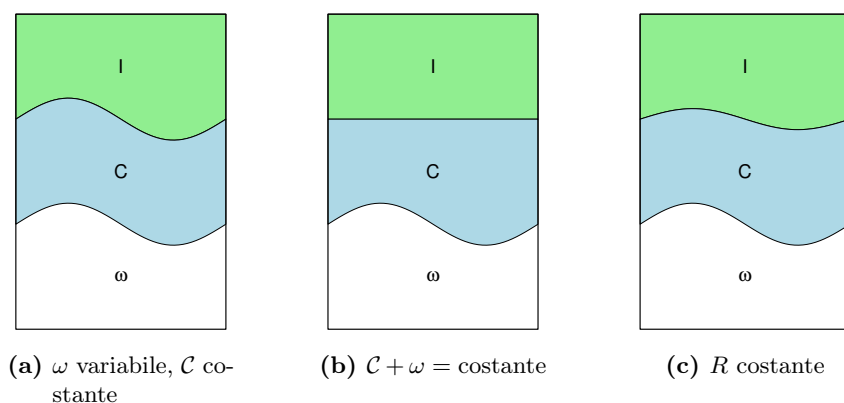 I
I
I
C
C
C
ω
ω
ω
(a) ω variabile, C co-
stante
(b) C + ω = costante
(c) R costante